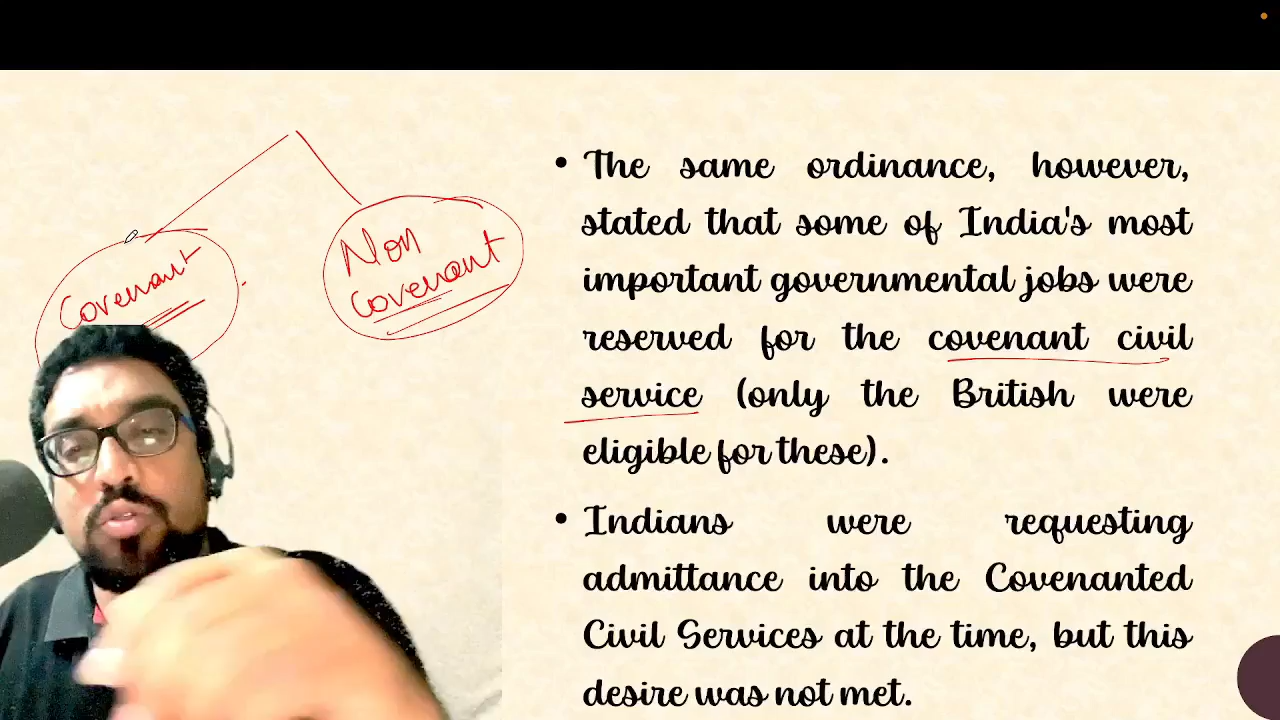 Covenant
Non
Covenant
• The same ordinance, however,
stated that some of India's most
important governmental jobs were
reserved for the covenant civil
service (only the British were
eligible for these).
• Indians were requesting
admittance into the Covenanted
Civil Services at the time, but this
desire was not met.